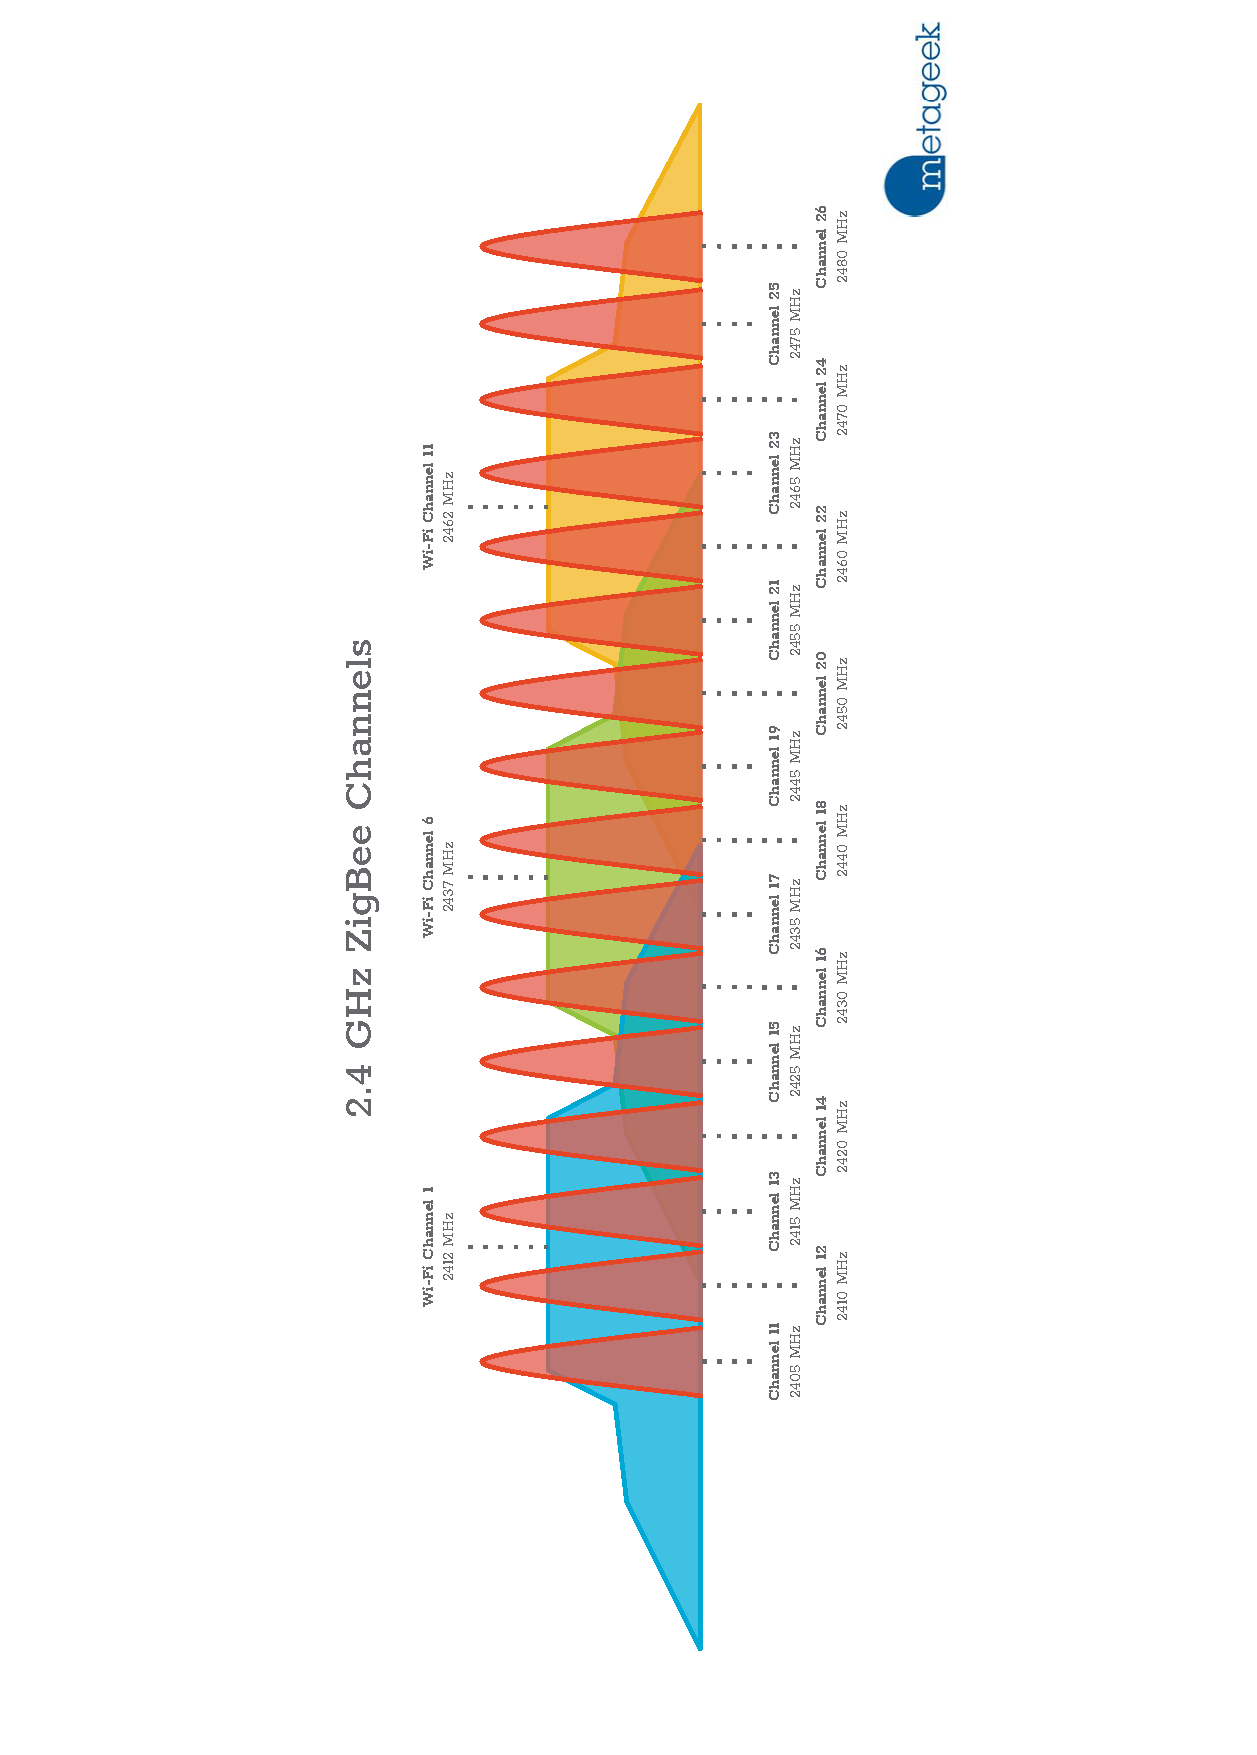 2.4 GHz ZigBee Channels
Wi-Fi Channel 1
2412 MHz
Wi-Fi Channel 6
2437 MHz
Wi-Fi Channel 11
2462 MHz
Channel 11
2405 MHz
Channel 12
2410 MHz
Channel 13
2415 MHz
Channel 14
2420 MHz
Channel 15
2425 MHz
Channel 16
2430 MHz
Channel 17
2435 MHz
Channel 18
2440 MHz
Channel 19
2445 MHz
Channel 20
2450 MHz
Channel 21
2455 MHz
Channel 22
2460 MHz
Channel 23
2465 MHz
Channel 24
2470 MHz
Channel 25
2475 MHz
Channel 26
2480 MHz
metageek